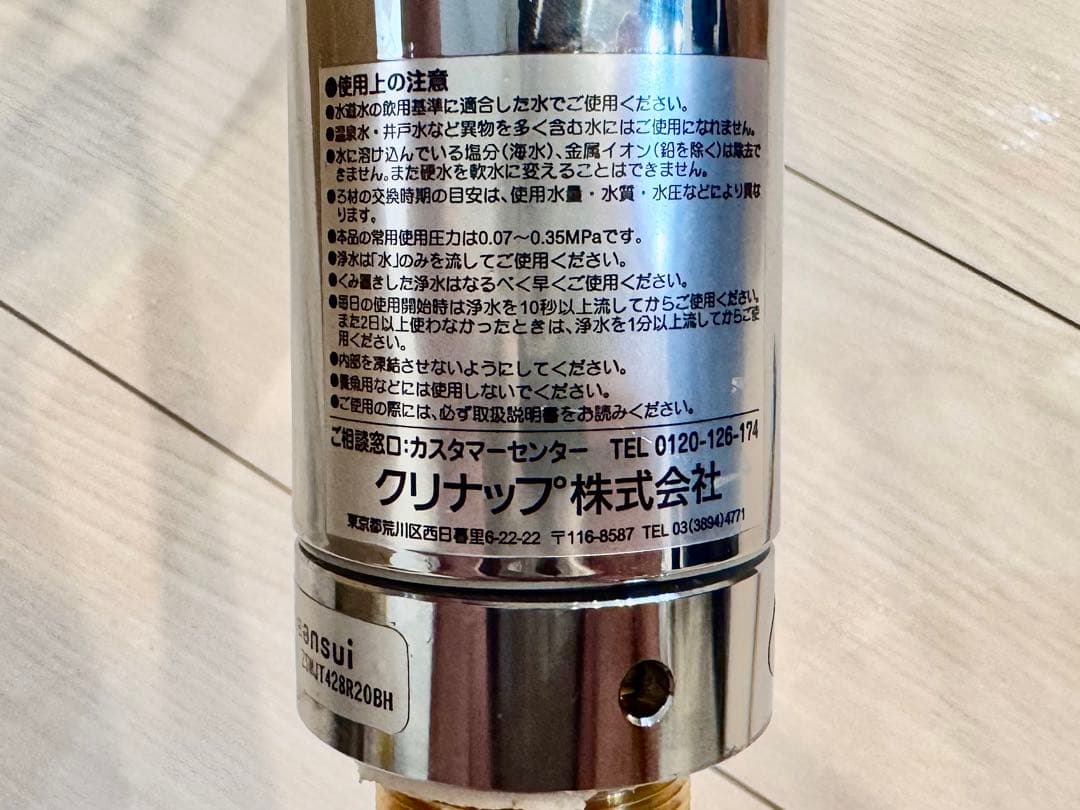 ●使用上の注意
●水道水の飲用基準に適合した水でご使用ください。
●温泉水・井戸水など異物を多く含む水にはご使用になれません。
●水に溶け込んでいる塩分(海水)、金属イオン(鉛を除く)は除去で
きません。また硬水を軟水に変えることはできません。
●ろ材の交換時期の目安は、使用水量・水質・水圧などにより異な
ります。
●本品の常用使用圧力は0.07〜0.35MPaです。
●浄水は「水」のみを流してご使用ください。
●くみ置きした浄水はなるべく早くご使用ください。
●毎日の使用開始時は浄水を10秒以上流してからご使用ください。
また2日以上使わなかったときは、浄水を1分以上流してからご使
用ください。
●内部を凍結させないようにしてください。
●養魚用などには使用しないでください。
●ご使用の際には、必ず取扱説明書をお読みください。
ご相談窓口:カスタマーセンター TEL 0120-126-174
クリナップ株式会社
東京都荒川区西日暮里6-22-22 〒116-8587 TEL 03(3894)4771
ansui
JT428R20BH